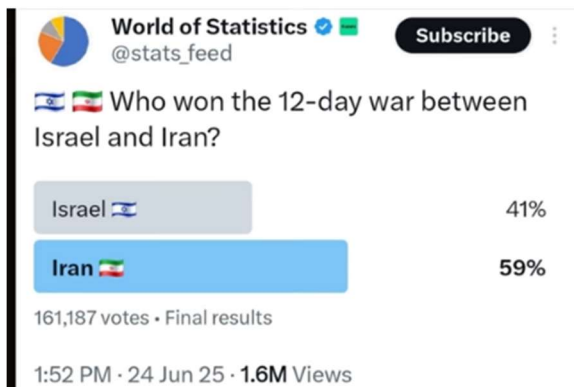 World of Statistics
Subscribe
@stats_feed
🇮🇱 🇮🇷 Who won the 12-day war between
Israel and Iran?
Israel 🇮🇱 41%
Iran 🇮🇷 59%
161,187 votes • Final results
1:52 PM · 24 Jun 25 · 1.6M Views